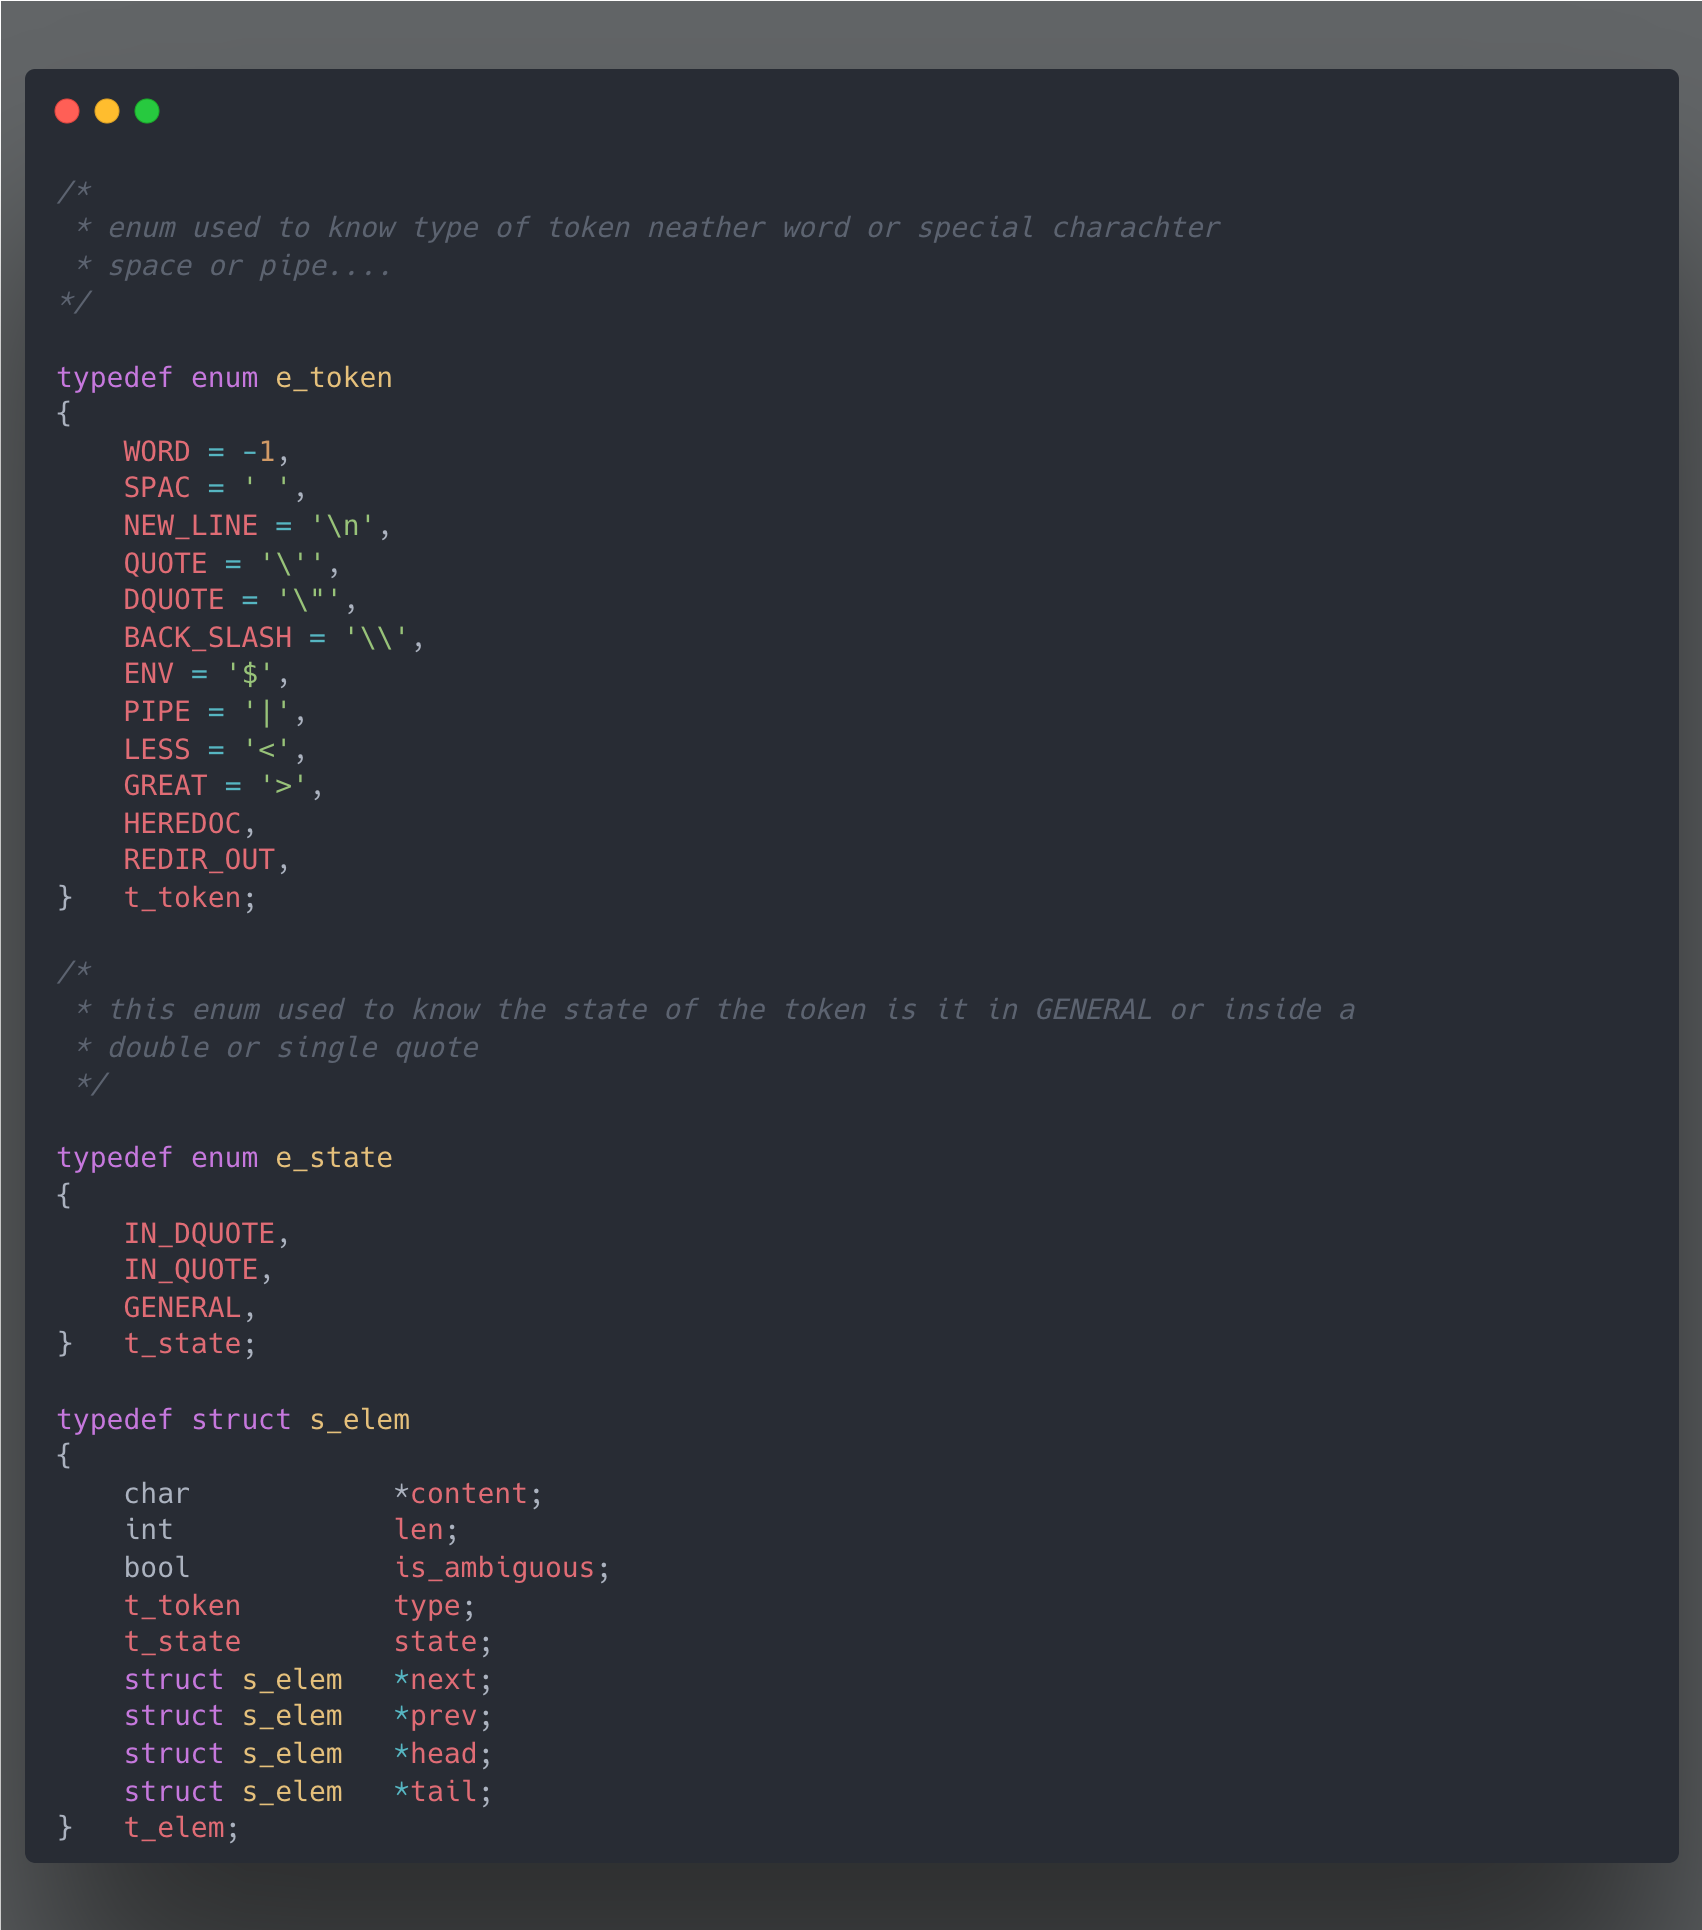 /*
 * enum used to know type of token neather word or special charachter
 * space or pipe....
*/

typedef enum e_token
{
    WORD = -1,
    SPAC = ' ',
    NEW_LINE = '\n',
    QUOTE = '\'',
    DQUOTE = '\"',
    BACK_SLASH = '\\',
    ENV = '$',
    PIPE = '|',
    LESS = '<',
    GREAT = '>',
    HEREDOC,
    REDIR_OUT,
}   t_token;

/*
 * this enum used to know the state of the token is it in GENERAL or inside a
 * double or single quote
 */

typedef enum e_state
{
    IN_DQUOTE,
    IN_QUOTE,
    GENERAL,
}   t_state;

typedef struct s_elem
{
    char            *content;
    int             len;
    bool            is_ambiguous;
    t_token         type;
    t_state         state;
    struct s_elem   *next;
    struct s_elem   *prev;
    struct s_elem   *head;
    struct s_elem   *tail;
}   t_elem;